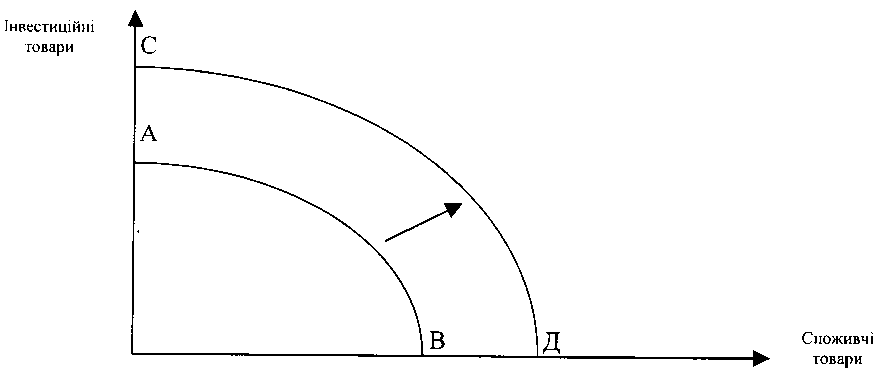 Інвестиційні
товари
С
А
В
Д
Споживчі
товари